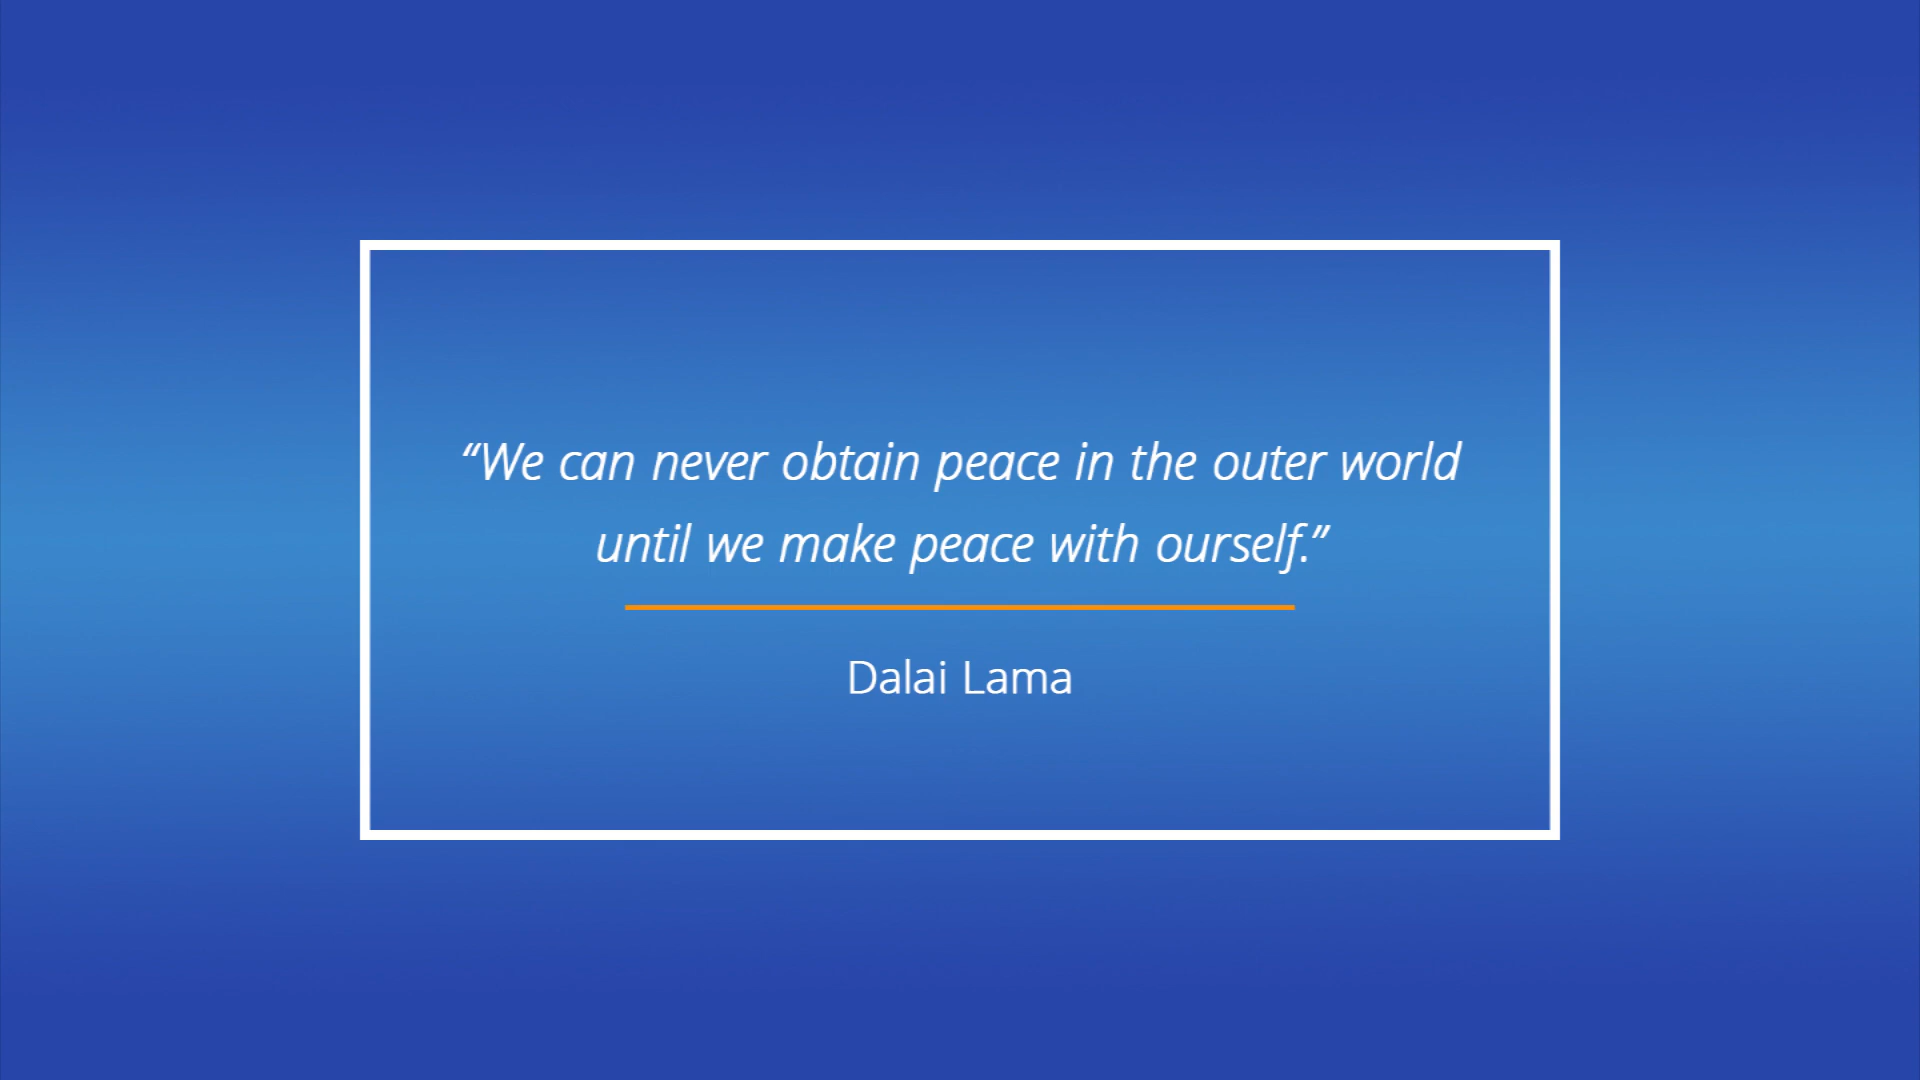 “We can never obtain peace in the outer world
until we make peace with ourself.”
Dalai Lama